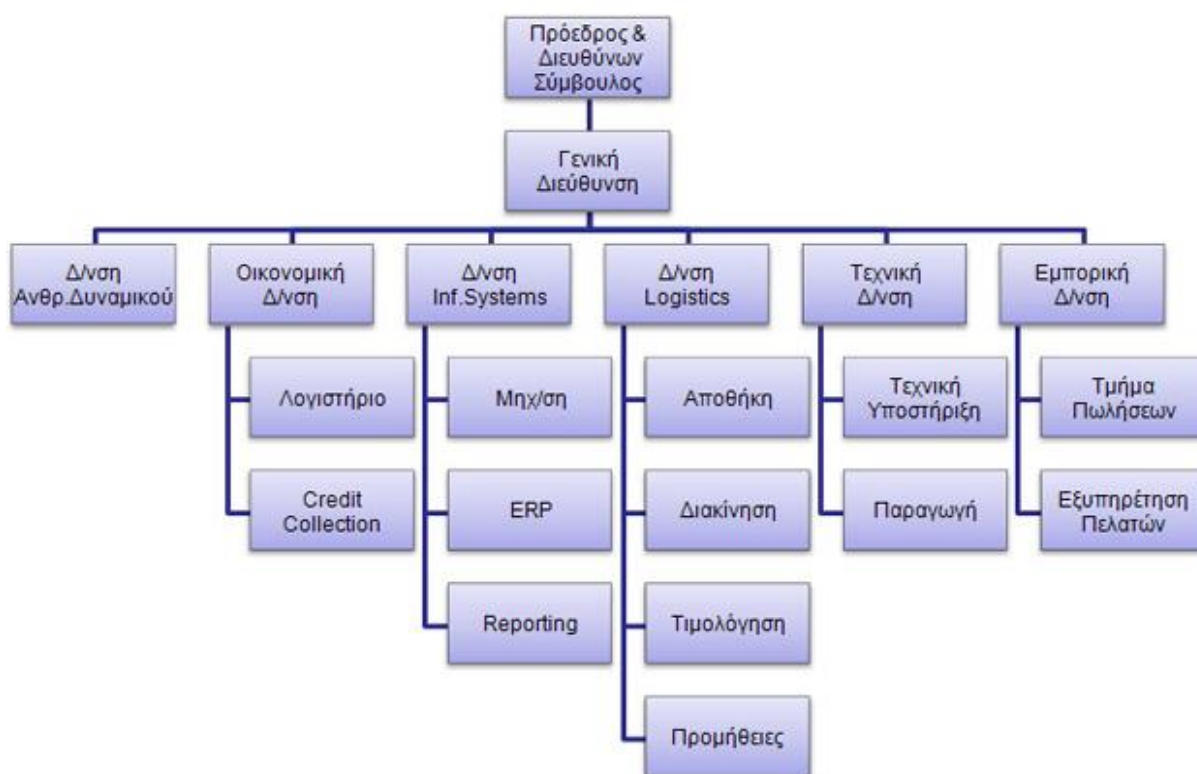 Πρόεδρος &
Διευθύνων
Σύμβουλος
Γενική
Διεύθυνση
Δ/νση
Ανθρ.Δυναμικού
Οικονομική
Δ/νση
Δ/νση
Inf.Systems
Δ/νση
Logistics
Τεχνική
Δ/νση
Εμπορική
Δ/νση
Λογιστήριο
Μηχ/ση
Αποθήκη
Τεχνική
Υποστήριξη
Τμήμα
Πωλήσεων
Credit
Collection
ERP
Διακίνηση
Παραγωγή
Εξυπηρέτηση
Πελατών
Reporting
Τιμολόγηση
Προμήθειες